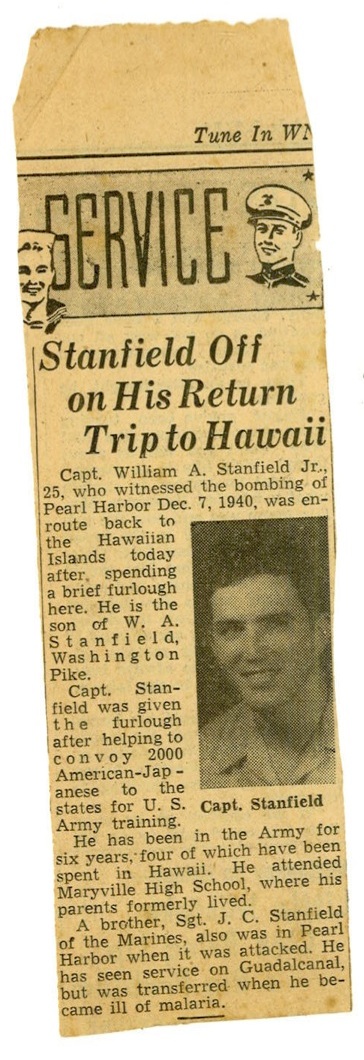 Tune In WN
SERVICE
Stanfield Off
on His Return
Trip to Hawaii
Capt. William A. Stanfield Jr.,
25, who witnessed the bombing of
Pearl Harbor Dec. 7, 1940, was en-
route back to
the Hawaiian
Islands today
after spending
a brief furlough
here. He is the
son of W. A.
Stanfield,
Washington
Pike.
Capt. Stan-
field was given
the furlough
after helping to
convoy 2000
American-Jap-
anese to the
states for U. S.
Army training.
Capt. Stanfield
He has been in the Army for
six years, four of which have been
spent in Hawaii. He attended
Maryville High School, where his
parents formerly lived.
A brother, Sgt. J. C. Stanfield
of the Marines, also was in Pearl
Harbor when it was attacked. He
has seen service on Guadalcanal,
but was transferred when he be-
came ill of malaria.